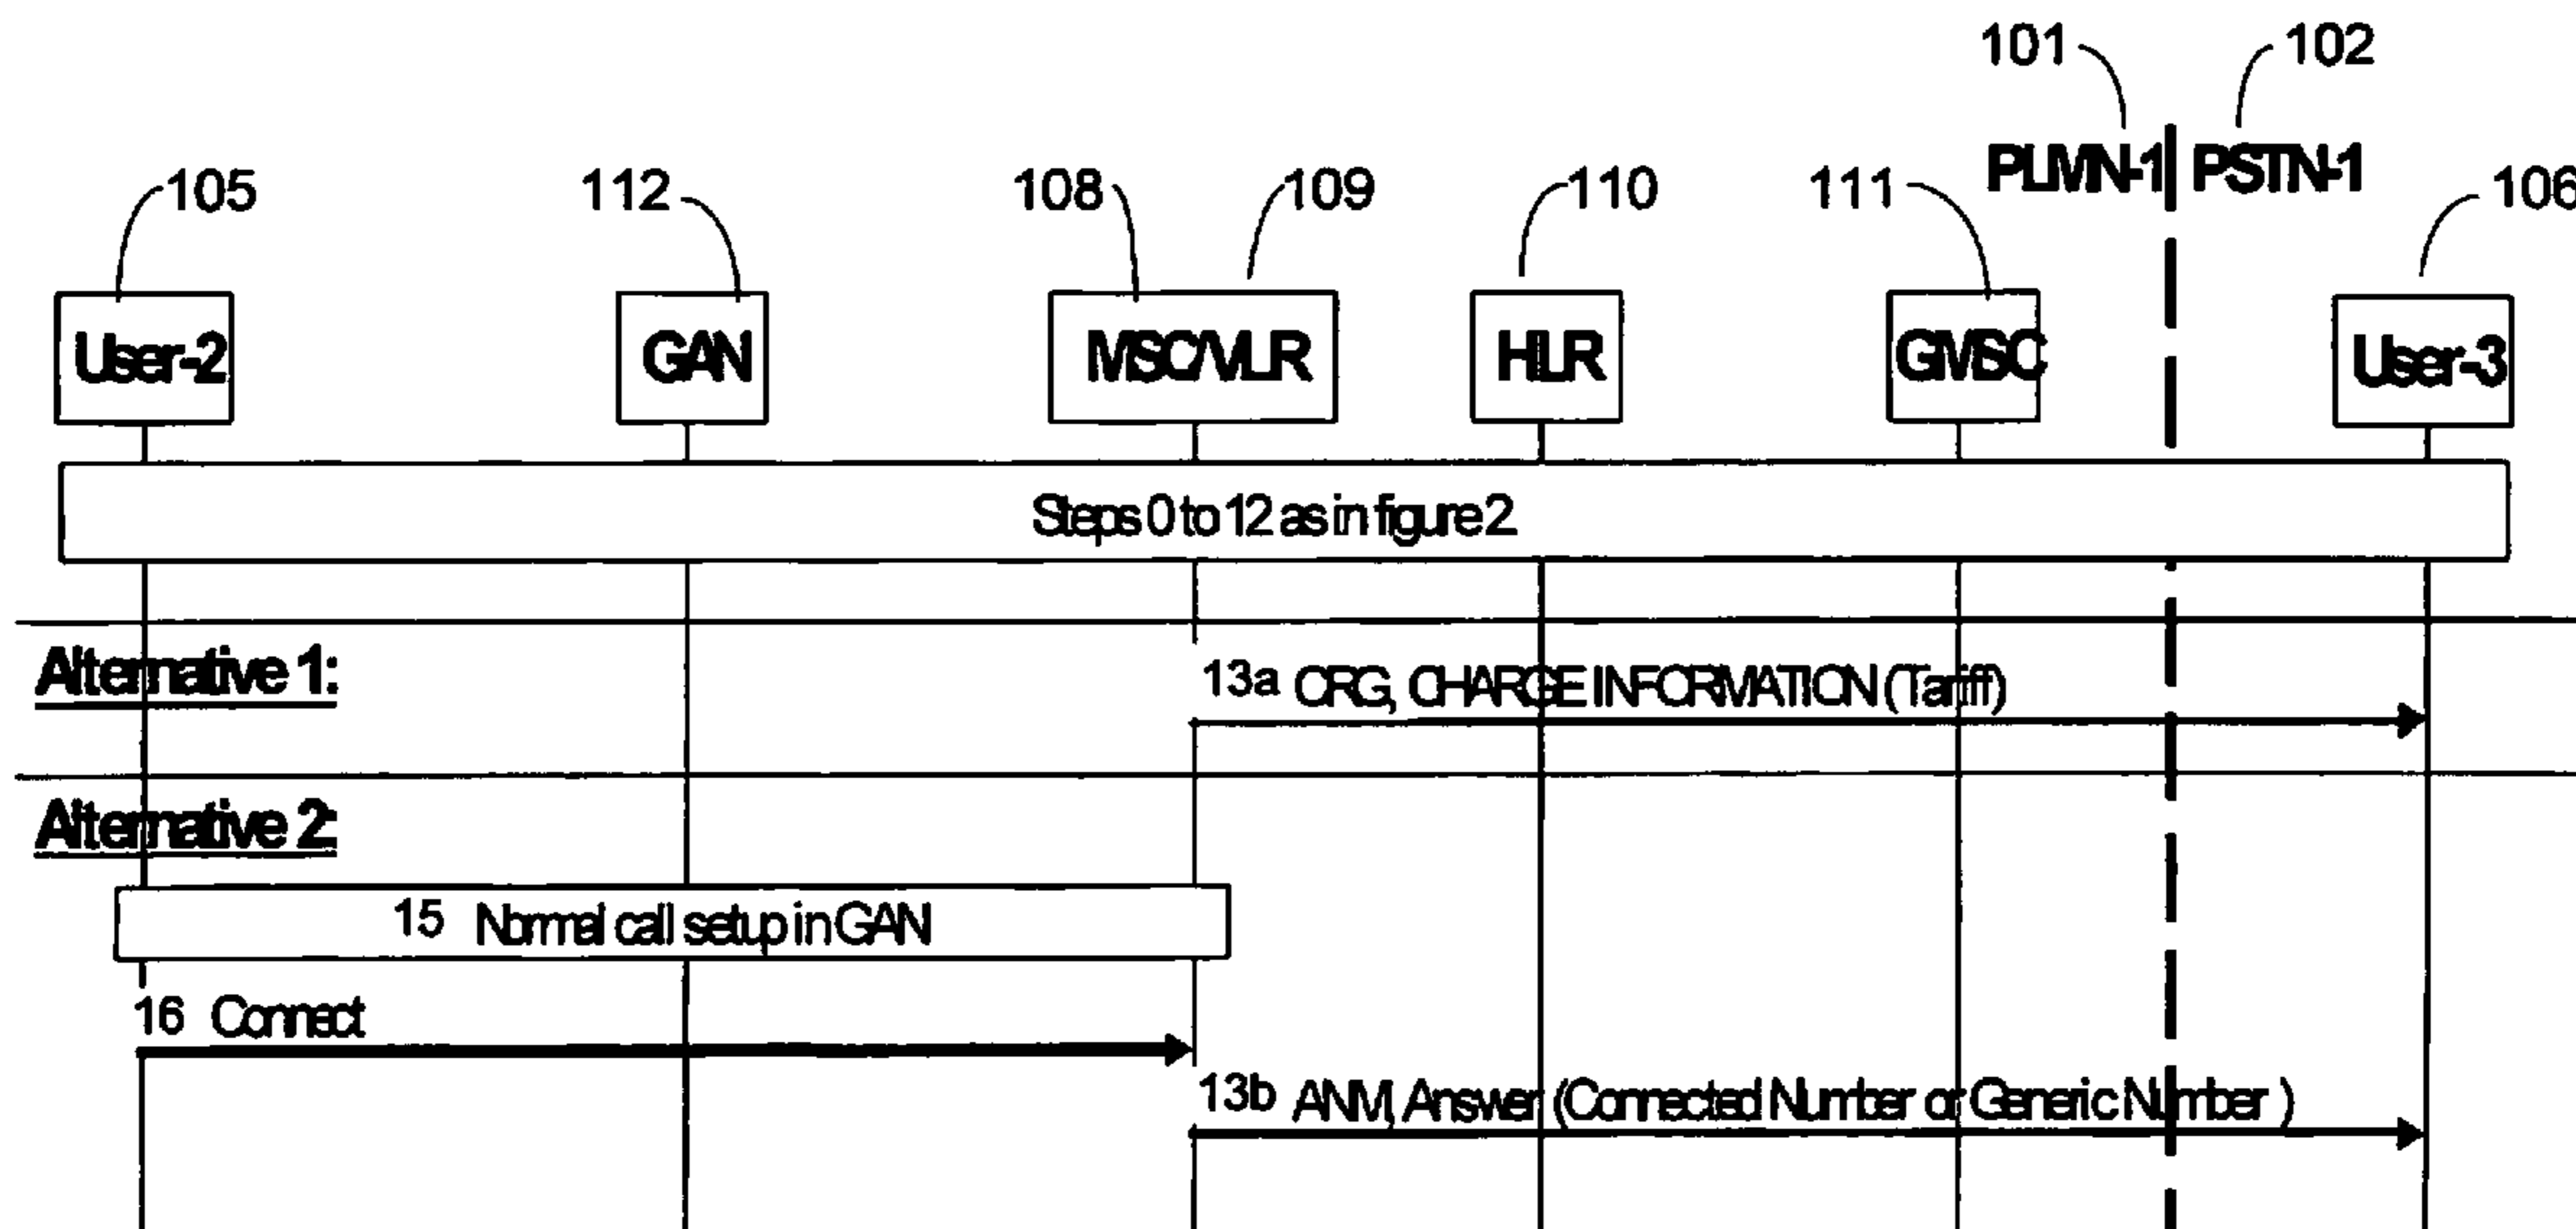 101 102
PLMN-1 PSTN-1
105 112 108 109 110 111 106
User-2 GAN MSC/VLR HLR GMSC User-3
Steps 0 to 12 as in figure 2
Alternative 1:
13a CRG, CHARGE INFORMATION (Tariff)
Alternative 2:
15 Normal call setup in GAN
16 Connect
13b ANM, Answer (Connected Number or Generic Number )